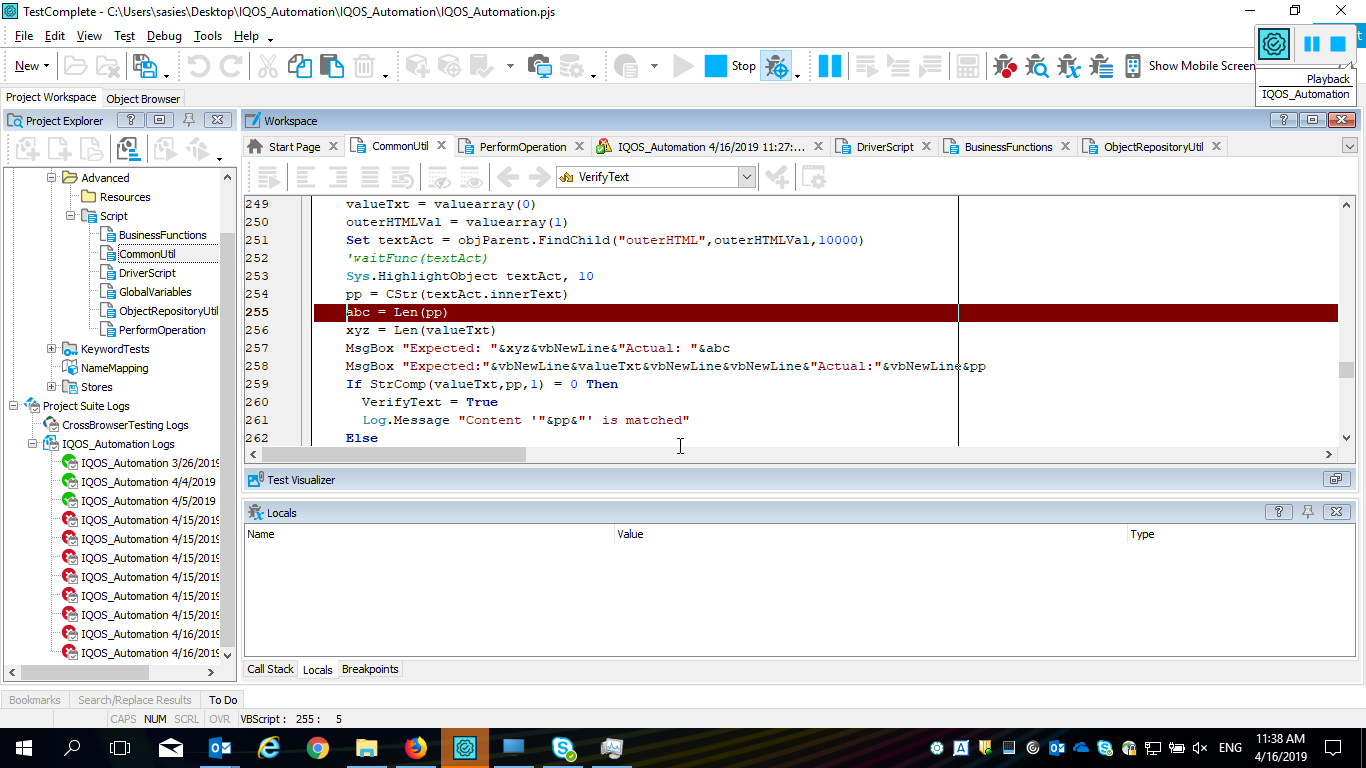 TestComplete - C:\Users\sasies\Desktop\IQOS_Automation\IQOS_Automation\IQOS_Automation.pjs
File Edit View Test Debug Tools Help
New Stop Show Mobile Screen
Playback
IQOS_Automation
Project Workspace Object Browser
Project Explorer
Workspace
Start Page CommonUtil PerformOperation IQOS_Automation 4/16/2019 11:27:... DriverScript BusinessFunctions ObjectRepositoryUtil
VerifyText
Advanced
Resources
Script
BusinessFunctions
CommonUtil
DriverScript
GlobalVariables
ObjectRepositoryUtil
PerformOperation
KeywordTests
NameMapping
Stores
Project Suite Logs
CrossBrowserTesting Logs
IQOS_Automation Logs
IQOS_Automation 3/26/2019
IQOS_Automation 4/4/2019
IQOS_Automation 4/5/2019
IQOS_Automation 4/15/2019
IQOS_Automation 4/15/2019
IQOS_Automation 4/15/2019
IQOS_Automation 4/15/2019
IQOS_Automation 4/15/2019
IQOS_Automation 4/15/2019
IQOS_Automation 4/16/2019
IQOS_Automation 4/16/2019
249 valueTxt = valuearray(0)
250 outerHTMLVal = valuearray(1)
251 Set textAct = objParent.FindChild("outerHTML",outerHTMLVal,10000)
252 'waitFunc(textAct)
253 Sys.HighlightObject textAct, 10
254 pp = CStr(textAct.innerText)
255 abc = Len(pp)
256 xyz = Len(valueTxt)
257 MsgBox "Expected: "&xyz&vbNewLine&"Actual: "&abc
258 MsgBox "Expected:"&vbNewLine&valueTxt&vbNewLine&vbNewLine&"Actual:"&vbNewLine&pp
259 If StrComp(valueTxt,pp,1) = 0 Then
260 VerifyText = True
261 Log.Message "Content '"&pp&"' is matched"
262 Else
Test Visualizer
Locals
Name Value Type
Call Stack Locals Breakpoints
Bookmarks Search/Replace Results To Do
CAPS NUM SCRL OVR VBScript : 255 : 5
ENG
11:38 AM
4/16/2019